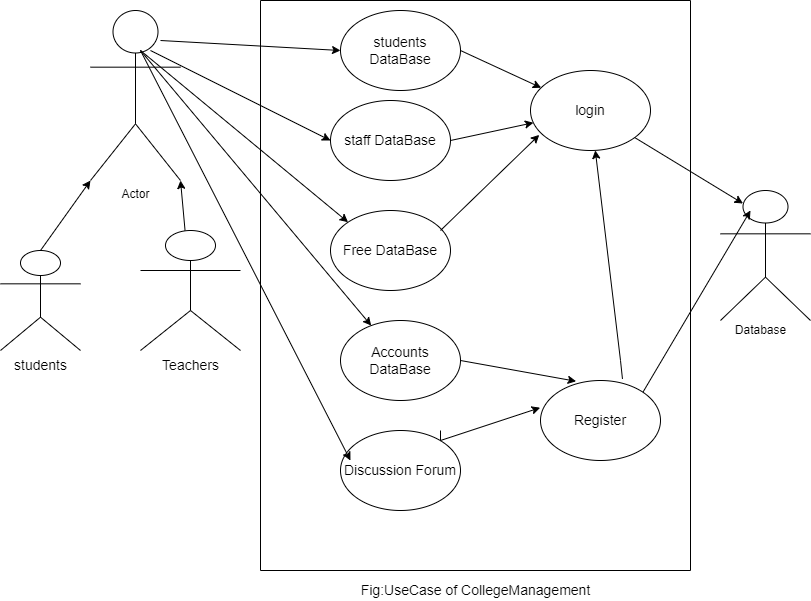 students
DataBase
login
staff DataBase
Actor
Free DataBase
Database
students
Teachers
Accounts
DataBase
Register
Discussion Forum
Fig:UseCase of CollegeManagement